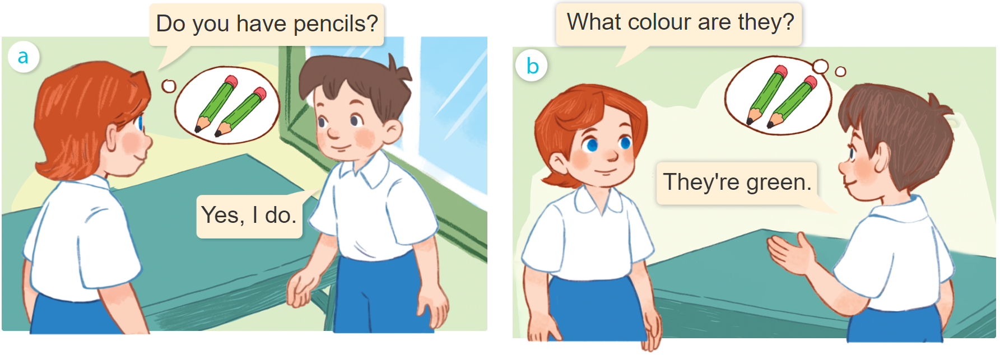 a
Do you have pencils?
Yes, I do.
b
What colour are they?
They're green.